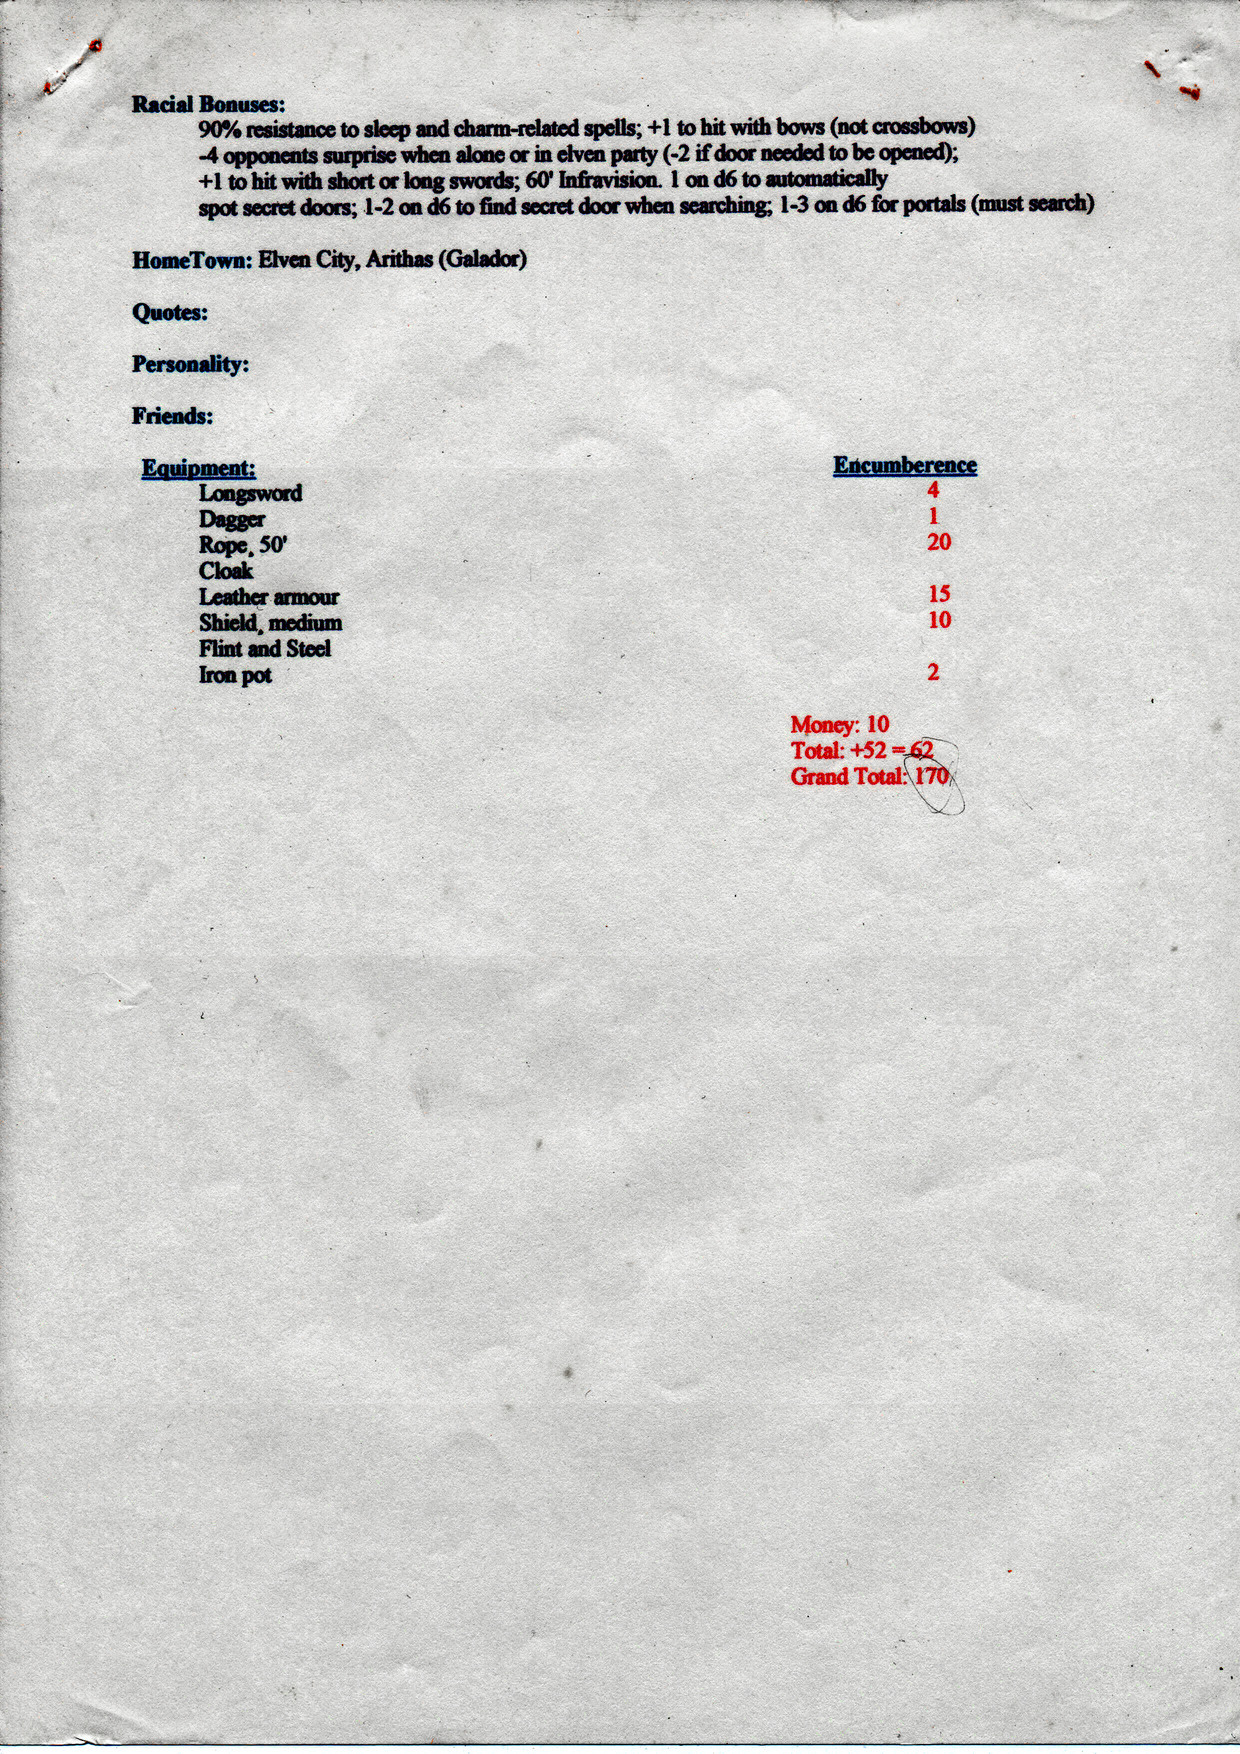 Racial Bonuses:
90% resistance to sleep and charm-related spells; +1 to hit with bows (not crossbows)
-4 opponents surprise when alone or in elven party (-2 if door needed to be opened);
+1 to hit with short or long swords; 60' Infravision. 1 on d6 to automatically
spot secret doors; 1-2 on d6 to find secret door when searching; 1-3 on d6 for portals (must search)
HomeTown: Elven City, Arithas (Galador)
Quotes:
Personality:
Friends:
Equipment: Encumberence
Longsword 4
Dagger 1
Rope, 50' 20
Cloak
Leather armour 15
Shield, medium 10
Flint and Steel
Iron pot 2
Money: 10
Total: +52 = 62
Grand Total: 170